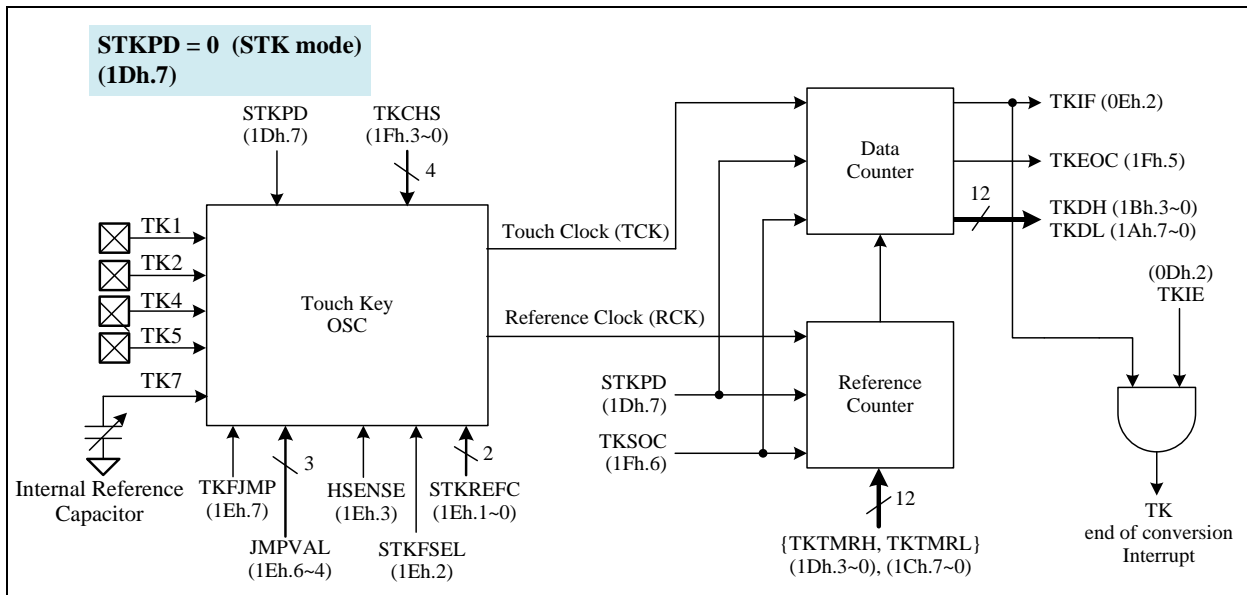 STKPD = 0 (STK mode)
(1Dh.7)
STKPD
(1Dh.7)
TKCHS
(1Fh.3~0)
4
TK1
TK2
TK4
TK5
TK7
Touch Key
OSC
Internal Reference
Capacitor
TKFJMP
(1Eh.7)
3
JMPVAL
(1Eh.6~4)
HSENSE
(1Eh.3)
STKFSEL
(1Eh.2)
2
STKREFC
(1Eh.1~0)
Touch Clock (TCK)
Reference Clock (RCK)
STKPD
(1Dh.7)
TKSOC
(1Fh.6)
Data
Counter
Reference
Counter
12
{TKTMRH, TKTMRL}
(1Dh.3~0), (1Ch.7~0)
TKIF (0Eh.2)
TKEOC (1Fh.5)
12
TKDH (1Bh.3~0)
TKDL (1Ah.7~0)
(0Dh.2)
TKIE
TK
end of conversion
Interrupt